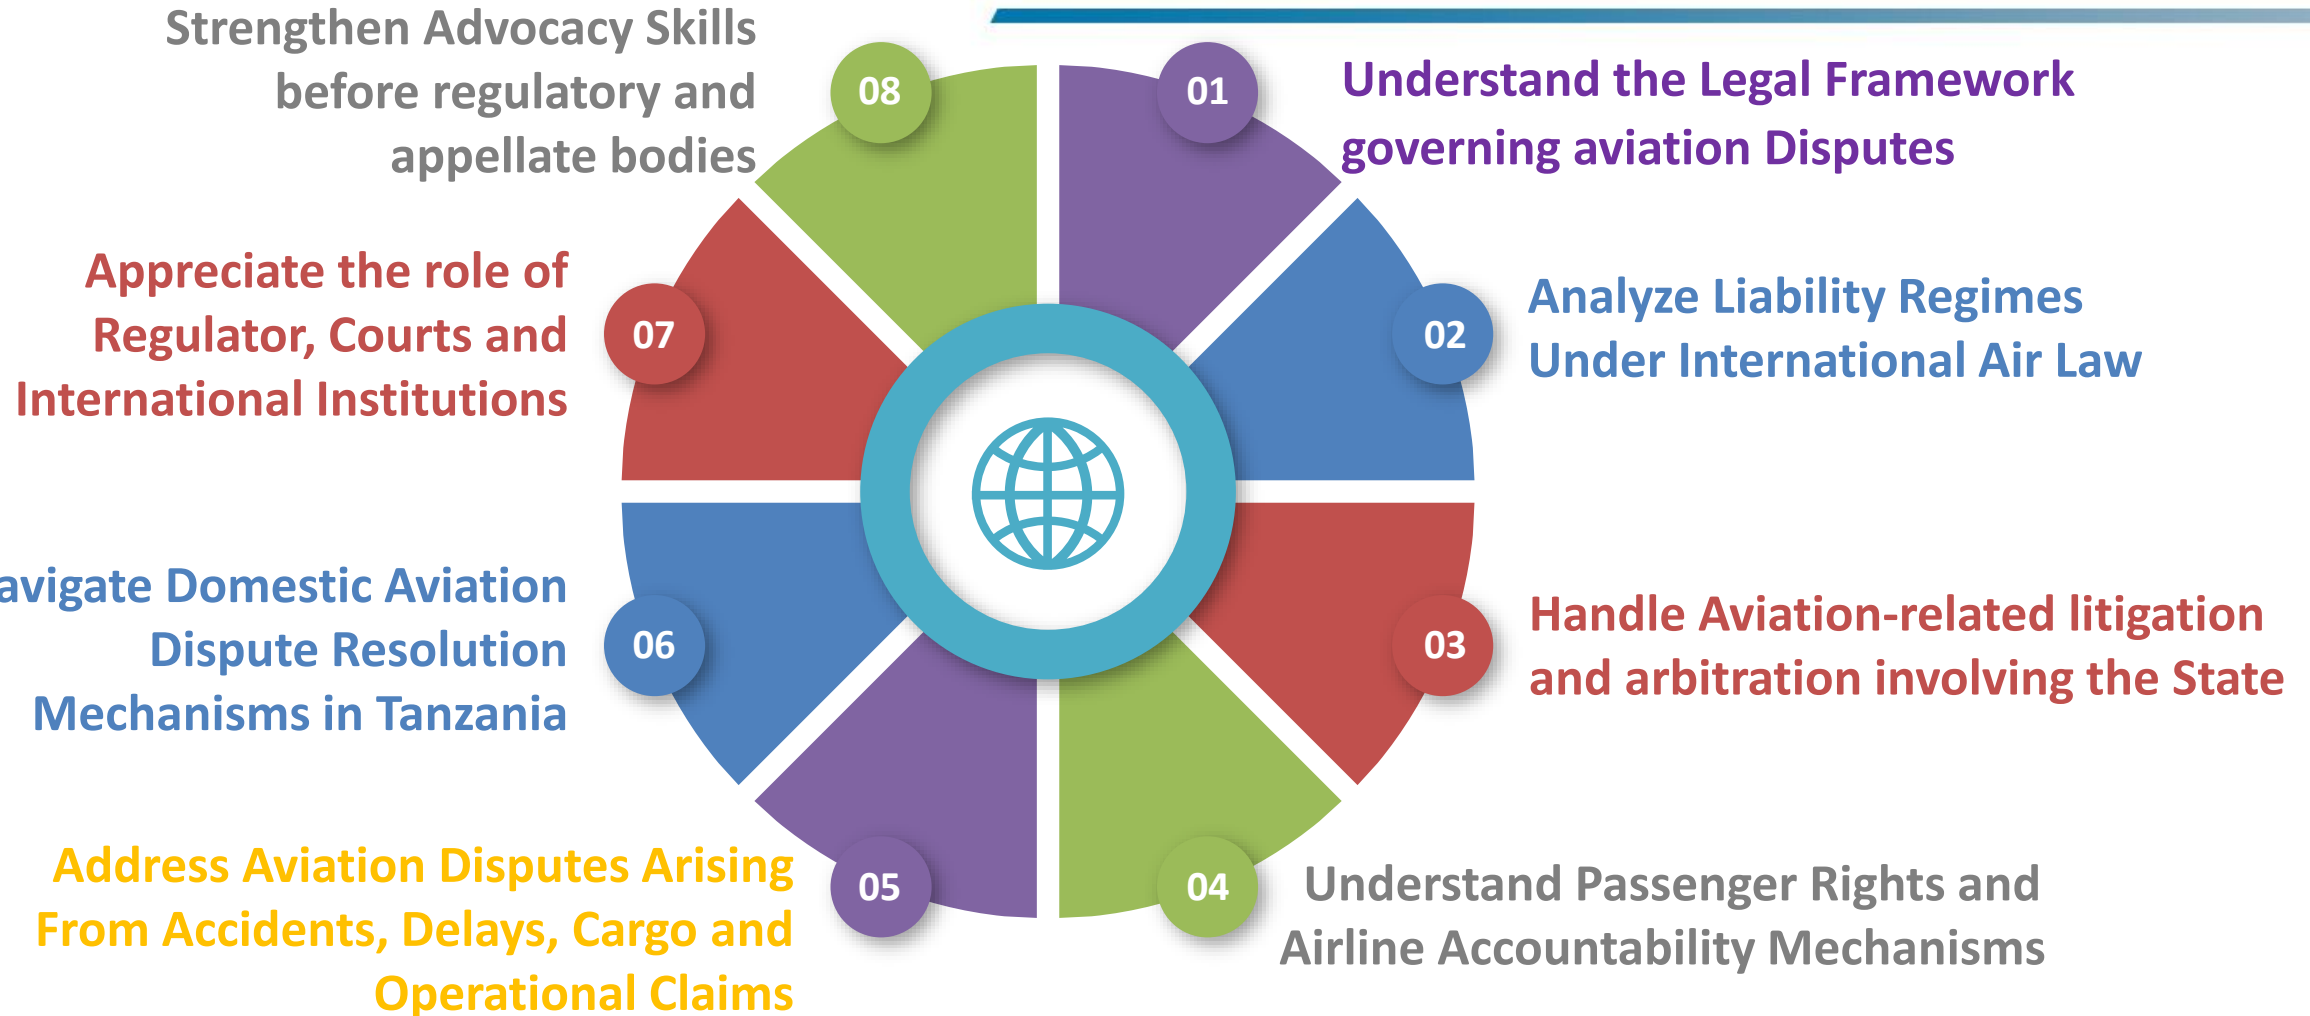 01
Understand the Legal Framework
governing aviation Disputes
02
Analyze Liability Regimes
Under International Air Law
03
Handle Aviation-related litigation
and arbitration involving the State
04
Understand Passenger Rights and
Airline Accountability Mechanisms
05
Address Aviation Disputes Arising
From Accidents, Delays, Cargo and
Operational Claims
06
avigate Domestic Aviation
Dispute Resolution
Mechanisms in Tanzania
07
Appreciate the role of
Regulator, Courts and
International Institutions
08
Strengthen Advocacy Skills
before regulatory and
appellate bodies